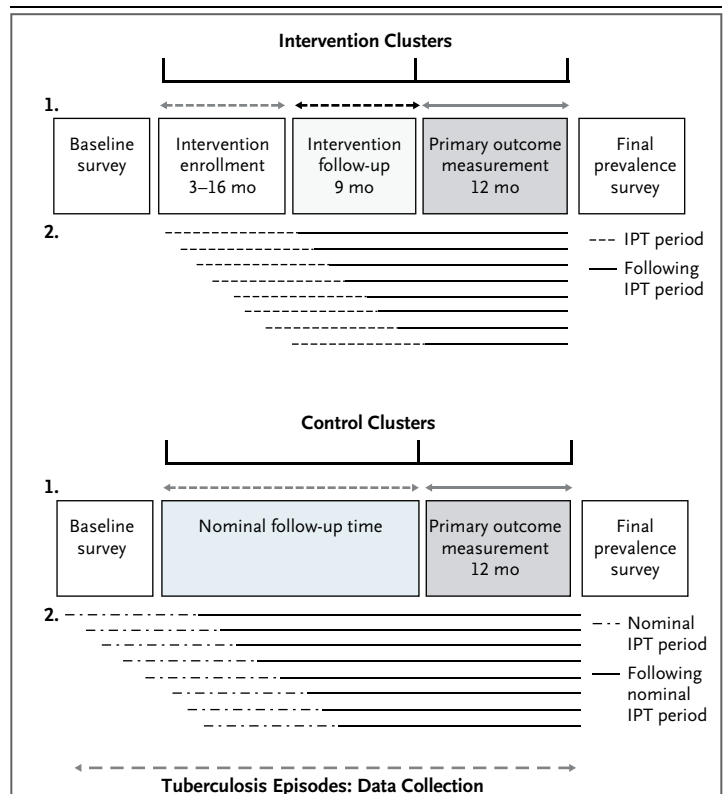 Intervention Clusters
1.
Baseline
survey
Intervention
enrollment
3–16 mo
Intervention
follow-up
9 mo
Primary outcome
measurement
12 mo
Final
prevalence
survey
2.
IPT period
Following
IPT period
Control Clusters
1.
Baseline
survey
Nominal follow-up time
Primary outcome
measurement
12 mo
Final
prevalence
survey
2.
Nominal
IPT period
Following
nominal
IPT period
Tuberculosis Episodes: Data Collection